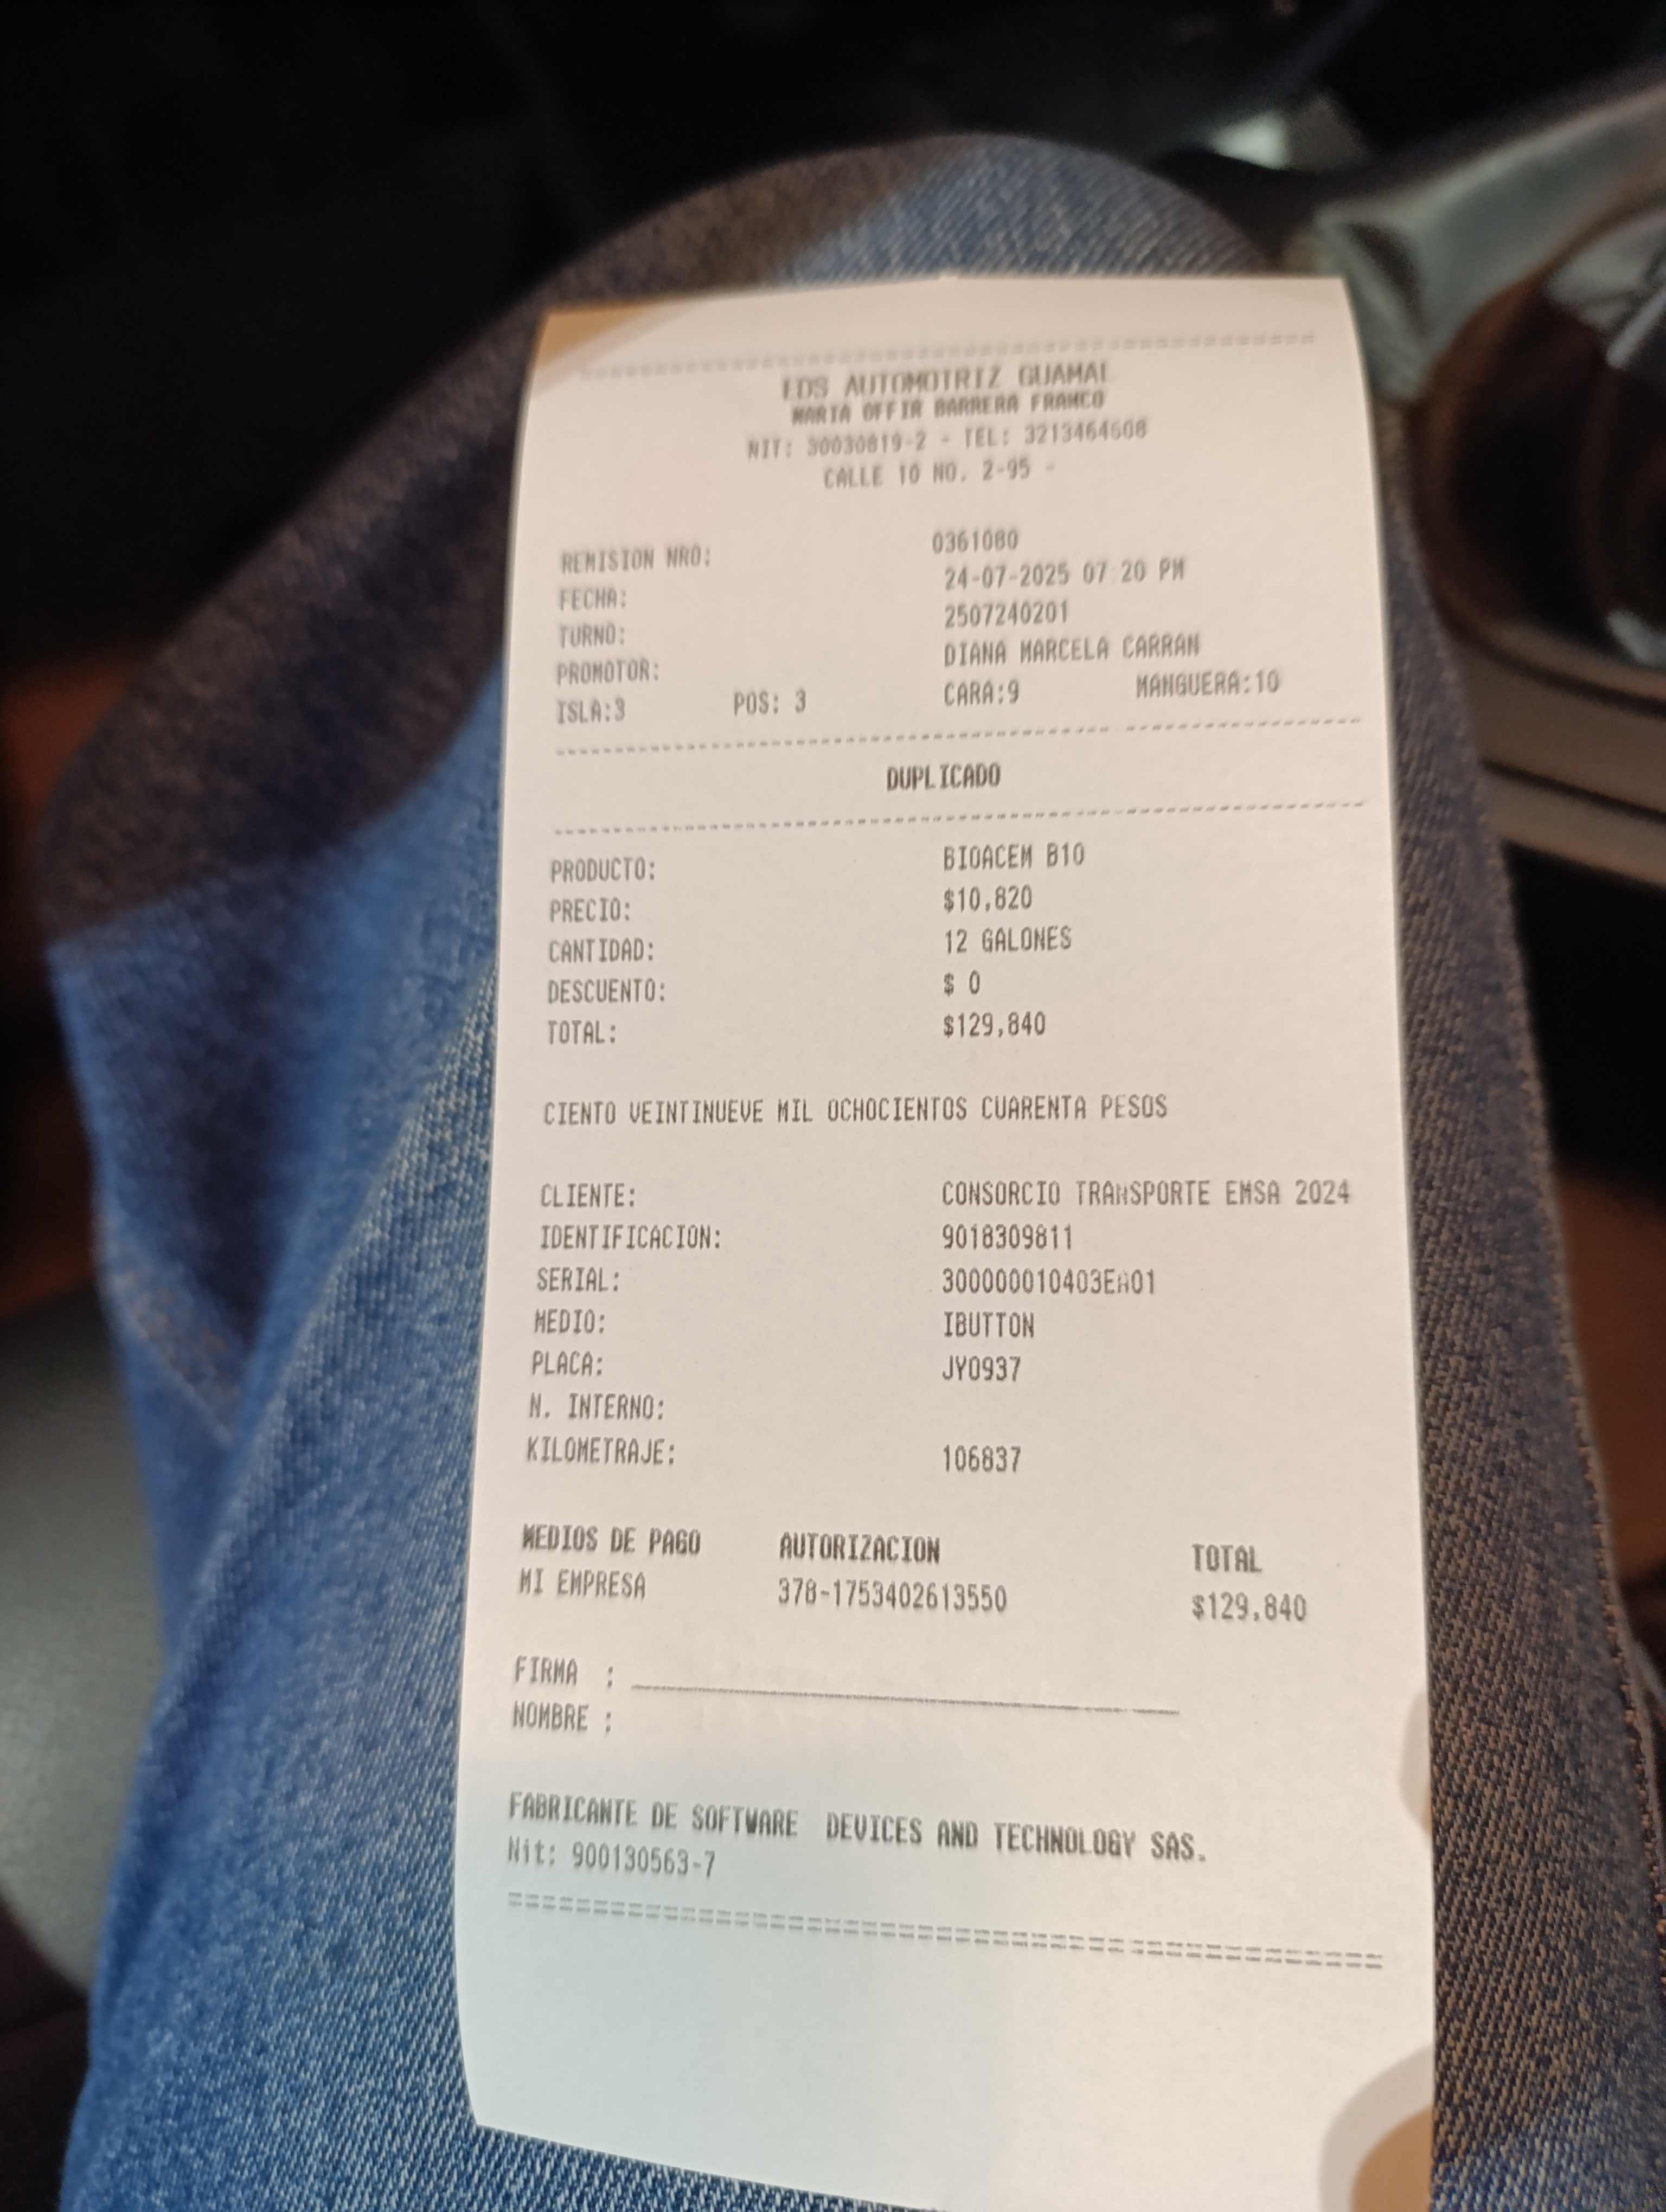 ================================================
EDS AUTOMOTRIZ GUAMAL
MARIA OFFIR BARRERA FRANCO
NIT: 30030819-2 - TEL: 3213464608
CALLE 10 NO. 2-95 -
REMISION NRO: 0361080
FECHA: 24-07-2025 07:20 PM
TURNO: 2507240201
PROMOTOR: DIANA MARCELA CARRAN
ISLA:3 POS: 3 CARA:9 MANGUERA:10
------------------------------------------------
DUPLICADO
------------------------------------------------
PRODUCTO: BIOACEM B10
PRECIO: $10,820
CANTIDAD: 12 GALONES
DESCUENTO: $ 0
TOTAL: $129,840
CIENTO VEINTINUEVE MIL OCHOCIENTOS CUARENTA PESOS
CLIENTE: CONSORCIO TRANSPORTE EMSA 2024
IDENTIFICACION: 9018309811
SERIAL: 300000010403EA01
MEDIO: IBUTTON
PLACA: JYO937
N. INTERNO:
KILOMETRAJE: 106837
MEDIOS DE PAGO AUTORIZACION TOTAL
MI EMPRESA 378-1753402613550 $129,840
FIRMA : ______________________________
NOMBRE :
FABRICANTE DE SOFTWARE DEVICES AND TECHNOLOGY SAS.
Nit: 900130563-7
================================================